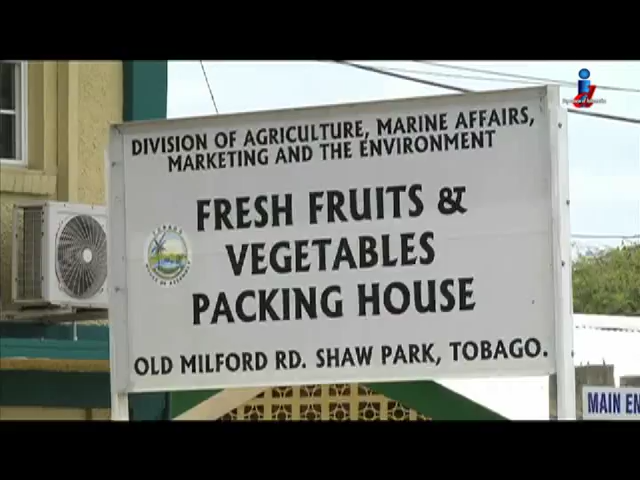 DIVISION OF AGRICULTURE, MARINE AFFAIRS,
MARKETING AND THE ENVIRONMENT
FRESH FRUITS &
VEGETABLES
PACKING HOUSE
OLD MILFORD RD. SHAW PARK, TOBAGO.
MAIN EN